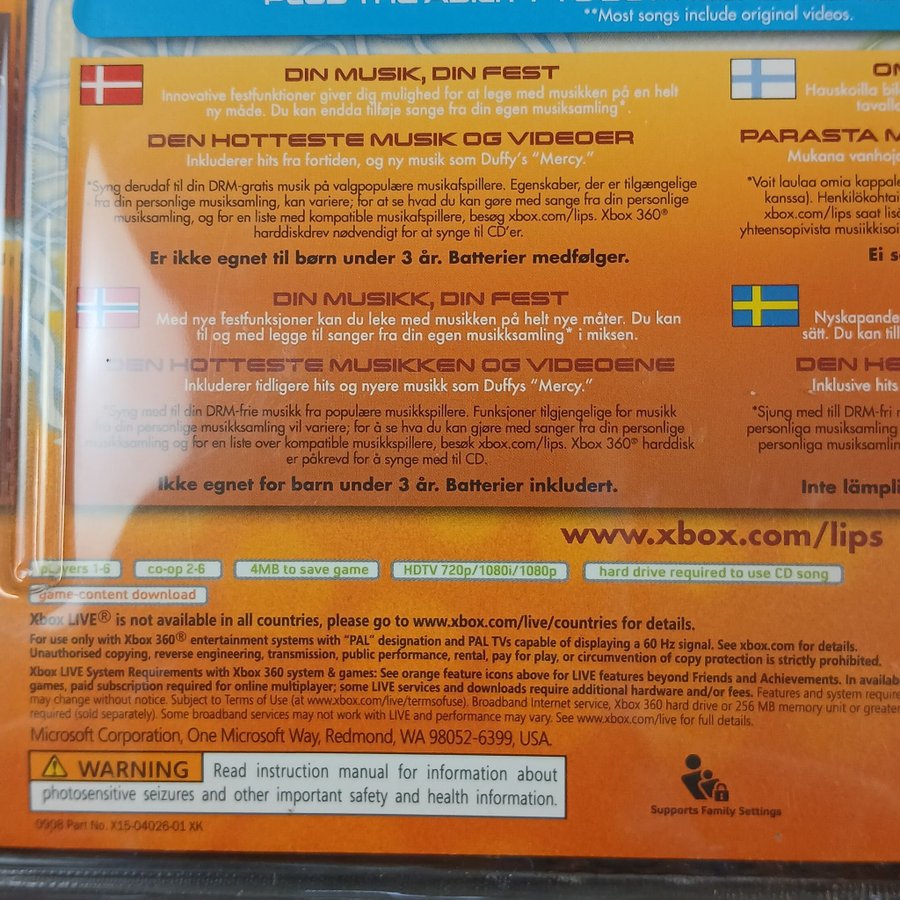 PLUS THE ABILITY TO
**Most songs include original videos.
DIN MUSIK, DIN FEST
Innovative festfunktioner giver dig mulighed for at lege med musikken på en helt
ny måde. Du kan endda tilføje sange fra din egen musiksamling*.
DEN HOTTESTE MUSIK OG VIDEOER
Inkluderer hits fra fortiden, og ny musik som Duffy's "Mercy."
*Syng derudaf til din DRM-gratis musik på valgpopulære musikafspillere. Egenskaber, der er tilgængelige
fra din personlige musiksamling, kan variere; for at se hvad du kan gøre med sange fra din personlige
musiksamling, og for en liste med kompatible musikafspillere, besøg xbox.com/lips. Xbox 360®
harddiskdrev nødvendigt for at synge til CD'er.
Er ikke egnet til børn under 3 år. Batterier medfølger.
Hauskoilla
PARASTA
Mukana
*Voit laulaa omia
kanssa).
xbox.com/lips saat
yhteensopivista
Ei
DIN MUSIKK, DIN FEST
Med nye festfunksjoner kan du leke med musikken på helt nye måter. Du kan
til og med legge til sanger fra din egen musikksamling* i miksen.
DEN HOTTESTE MUSIKKEN OG VIDEOENE
Inkluderer tidligere hits og nyere musikk som Duffys "Mercy."
*Syng med til din DRM-frie musikk fra populære musikkspillere. Funksjoner tilgjengelige for musikk
fra din personlige musikksamling vil variere; for å se hva du kan gjøre med sanger fra din personlige
musikksamling og for en liste over kompatible musikkspillere, besøk xbox.com/lips. Xbox 360® harddisk
er påkrevd for å synge med til CD.
Ikke egnet for barn under 3 år. Batterier inkludert.
Nyskapande
sätt. Du kan
DEN
Inklusive hits
*Sjung med till DRM-fri
personliga musiksamling
personliga
Inte
www.xbox.com/lips
players 1-6 co-op 2-6 4MB to save game HDTV 720p/1080i/1080p hard drive required to use CD song
game-content download
Xbox LIVE® is not available in all countries, please go to www.xbox.com/live/countries for details.
For use only with Xbox 360® entertainment systems with "PAL" designation and PAL TVs capable of displaying a 60 Hz signal. See xbox.com for details.
Unauthorised copying, reverse engineering, transmission, public performance, rental, pay for play, or circumvention of copy protection is strictly prohibited.
Xbox LIVE System Requirements with Xbox 360 system & games: See orange feature icons above for LIVE features beyond Friends and Achievements. In
games, paid subscription required for online multiplayer; some LIVE services and downloads require additional hardware and/or fees. Features and system
may change without notice. Subject to Terms of Use (at www.xbox.com/live/termsofuse). Broadband Internet service, Xbox 360 hard drive or 256 MB memory unit or greater
required (sold separately). Some broadband services may not work with LIVE and performance may vary. See www.xbox.com/live for full details.
Microsoft Corporation, One Microsoft Way, Redmond, WA 98052-6399, USA.
WARNING Read instruction manual for information about
photosensitive seizures and other important safety and health information.
Supports Family Settings
0908 Part No. X15-04026-01 XK